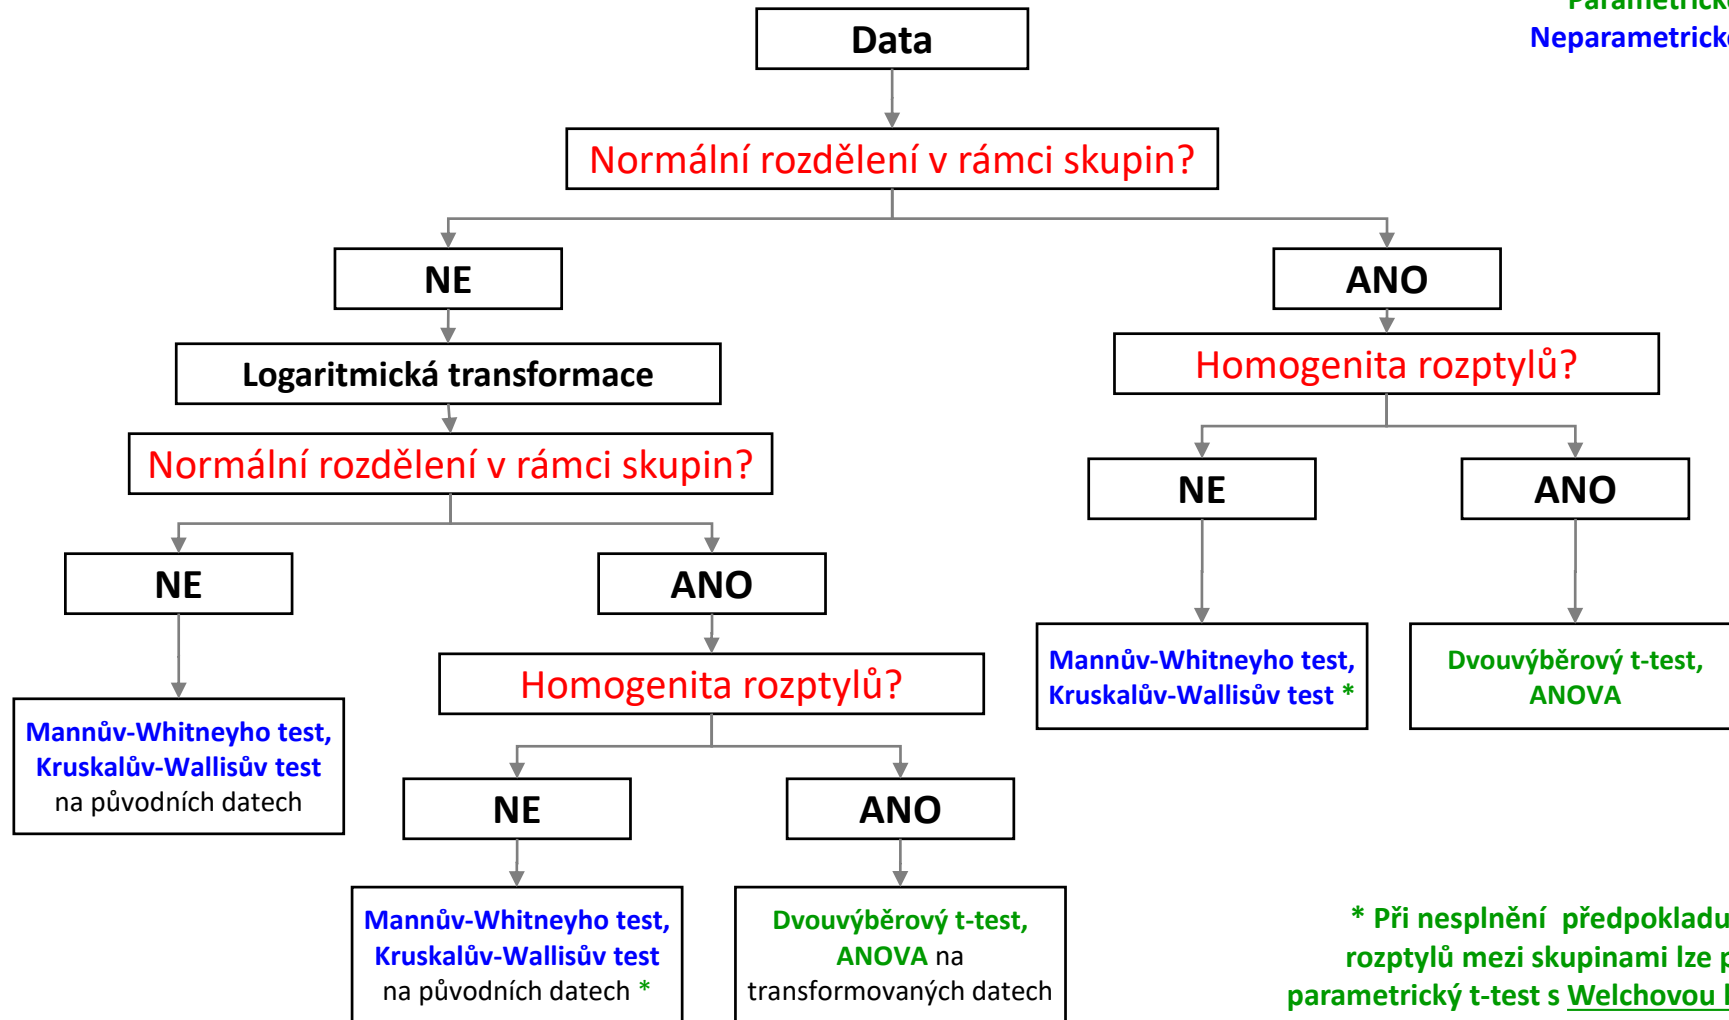 Data
Parametrick
Neparametrick
Normální rozdělení v rámci skupin?
NE
ANO
Logaritmická transformace
Homogenita rozptylů?
Normální rozdělení v rámci skupin?
NE
ANO
NE
ANO
Mannův-Whitneyho test,
Kruskalův-Wallisův test *
Dvouvýběrový t-test,
ANOVA
Homogenita rozptylů?
Mannův-Whitneyho test,
Kruskalův-Wallisův test
na původních datech
NE
ANO
Mannův-Whitneyho test,
Kruskalův-Wallisův test
na původních datech *
Dvouvýběrový t-test,
ANOVA na
transformovaných datech
* Při nesplnění předpokladu
rozptylů mezi skupinami lze
parametrický t-test s Welchovou